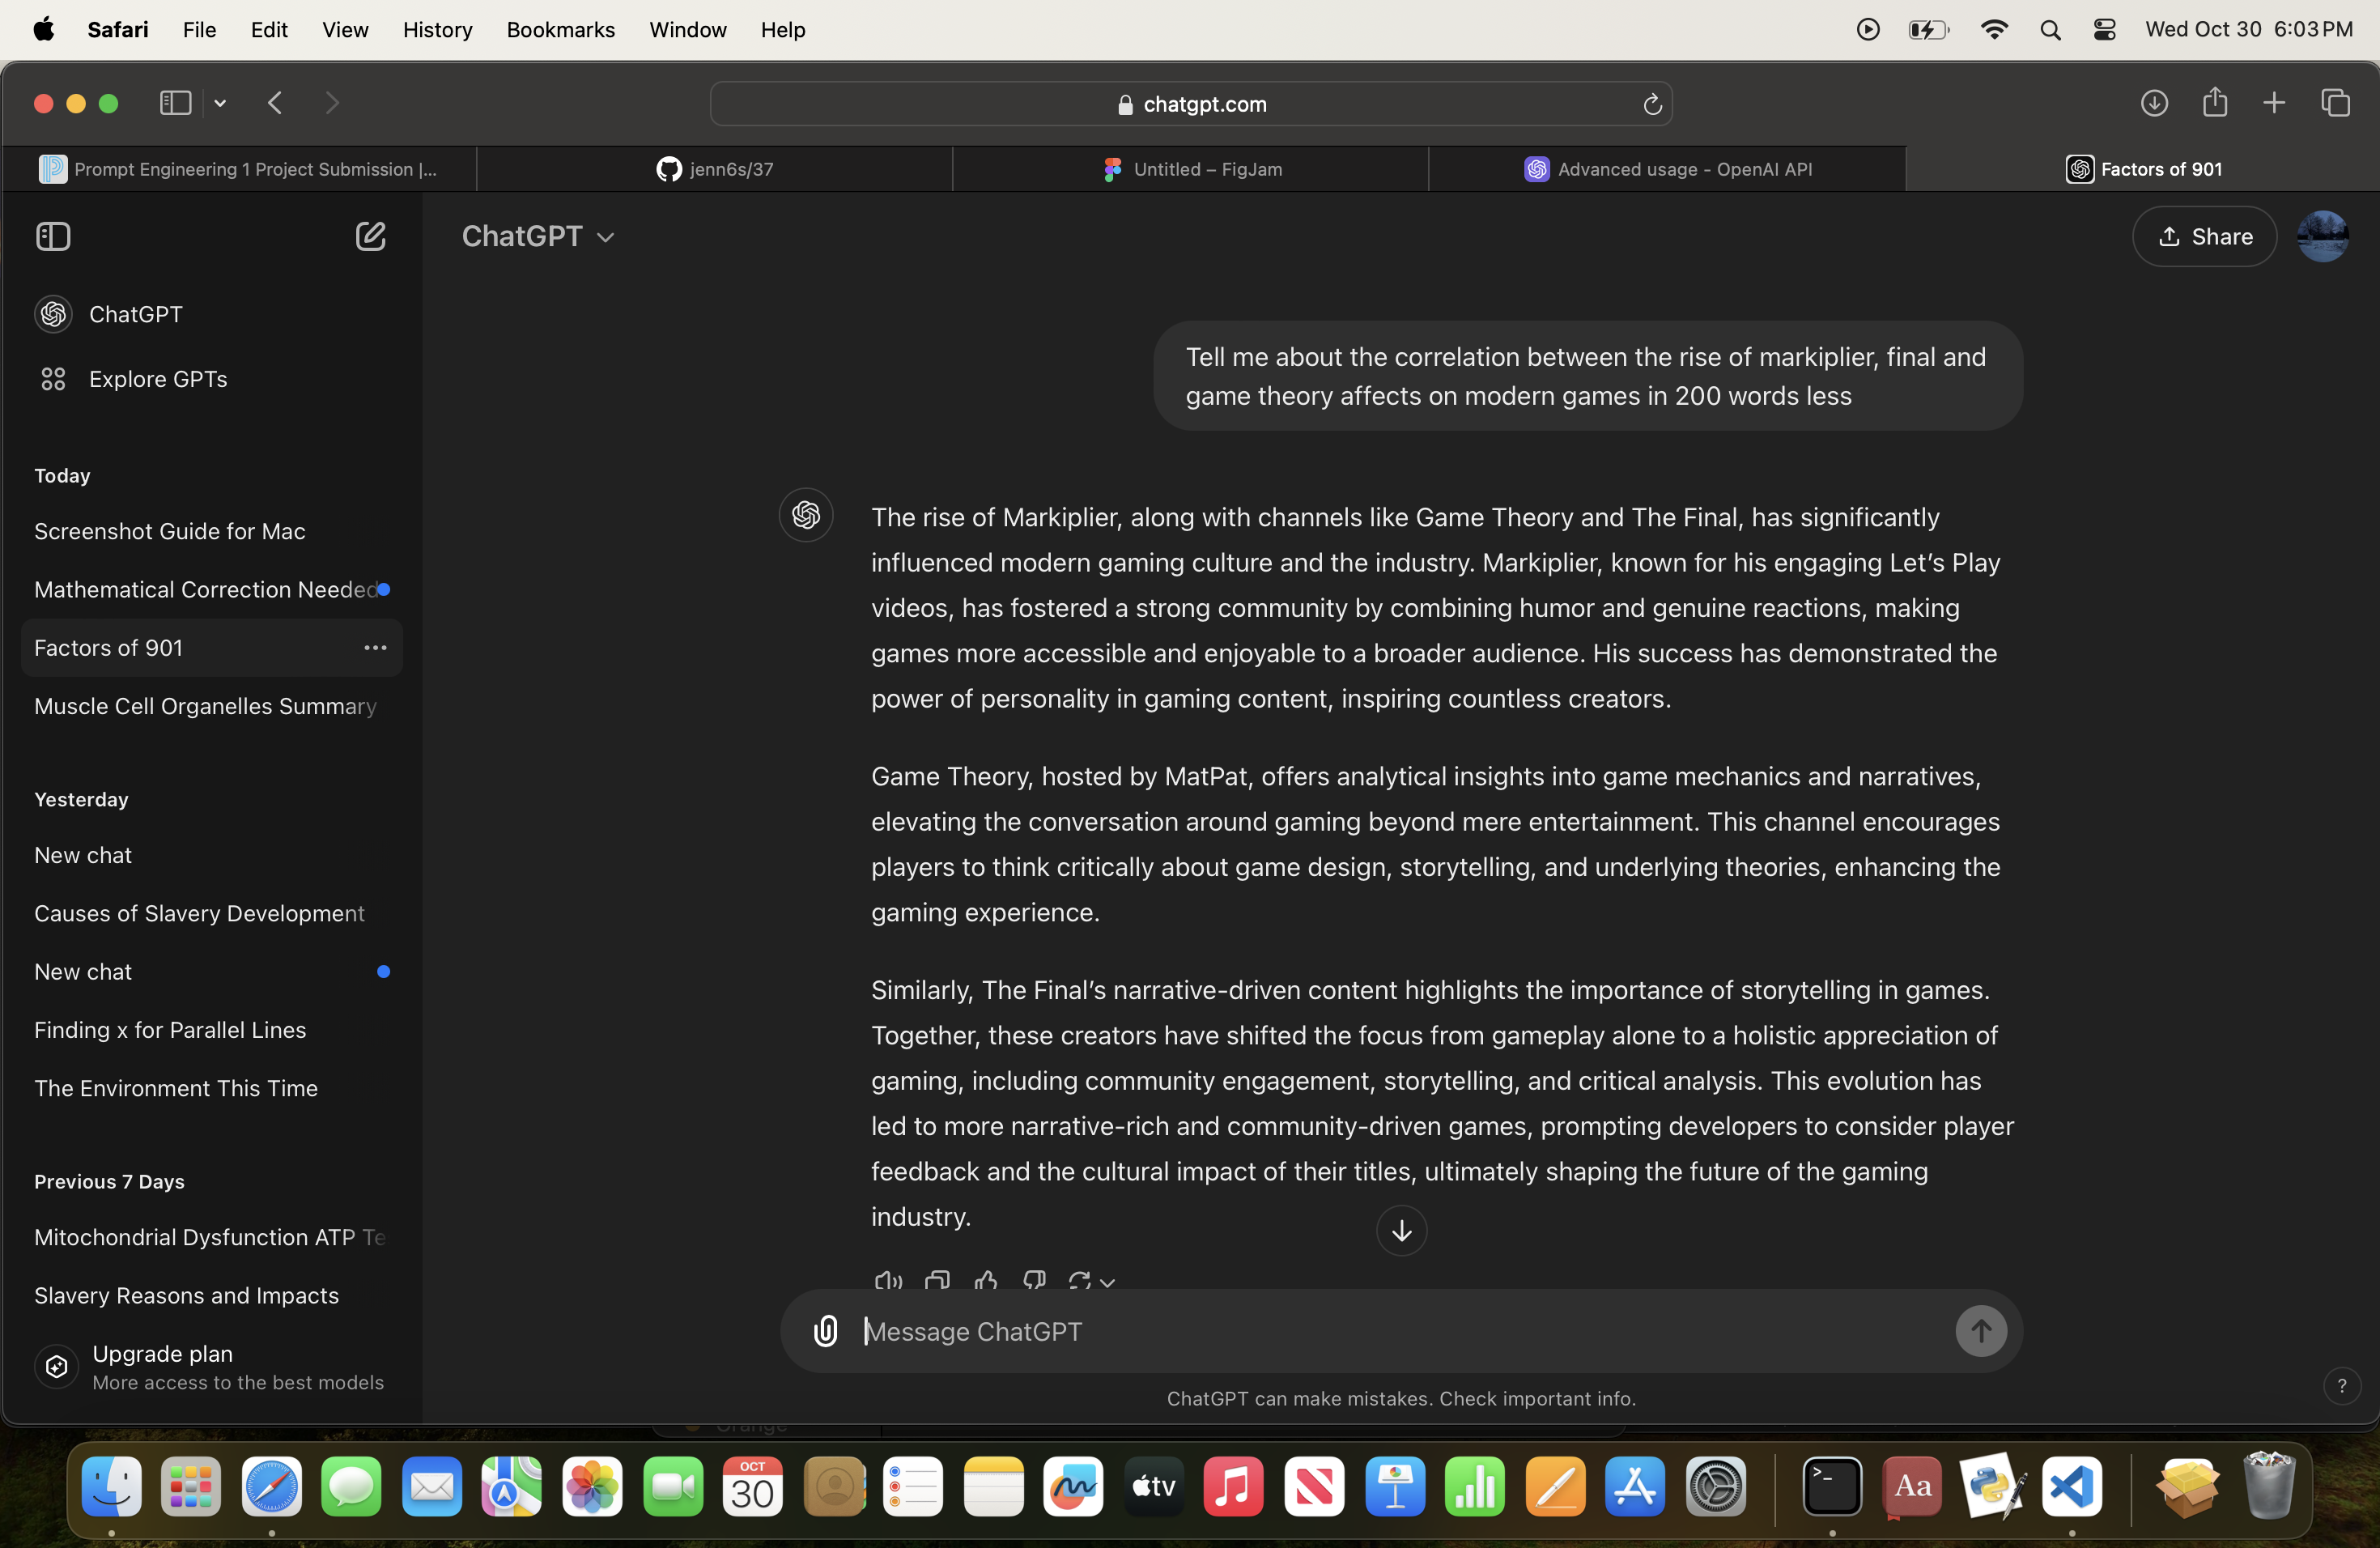 Safari File Edit View History Bookmarks Window Help Wed Oct 30 6:03 PM
chatgpt.com
Prompt Engineering 1 Project Submission |... jenn6s/37 Untitled – FigJam Advanced usage - OpenAI API Factors of 901
ChatGPT
Share
ChatGPT
Explore GPTs
Today
Screenshot Guide for Mac
Mathematical Correction Needed
Factors of 901
Muscle Cell Organelles Summary
Yesterday
New chat
Causes of Slavery Development
New chat
Finding x for Parallel Lines
The Environment This Time
Previous 7 Days
Mitochondrial Dysfunction ATP Te
Slavery Reasons and Impacts
Upgrade plan
More access to the best models
Tell me about the correlation between the rise of markiplier, final and
game theory affects on modern games in 200 words less
The rise of Markiplier, along with channels like Game Theory and The Final, has significantly
influenced modern gaming culture and the industry. Markiplier, known for his engaging Let’s Play
videos, has fostered a strong community by combining humor and genuine reactions, making
games more accessible and enjoyable to a broader audience. His success has demonstrated the
power of personality in gaming content, inspiring countless creators.
Game Theory, hosted by MatPat, offers analytical insights into game mechanics and narratives,
elevating the conversation around gaming beyond mere entertainment. This channel encourages
players to think critically about game design, storytelling, and underlying theories, enhancing the
gaming experience.
Similarly, The Final’s narrative-driven content highlights the importance of storytelling in games.
Together, these creators have shifted the focus from gameplay alone to a holistic appreciation of
gaming, including community engagement, storytelling, and critical analysis. This evolution has
led to more narrative-rich and community-driven games, prompting developers to consider player
feedback and the cultural impact of their titles, ultimately shaping the future of the gaming
industry.
Message ChatGPT
ChatGPT can make mistakes. Check important info.
?
Orange
OCT
30
tv
Aa